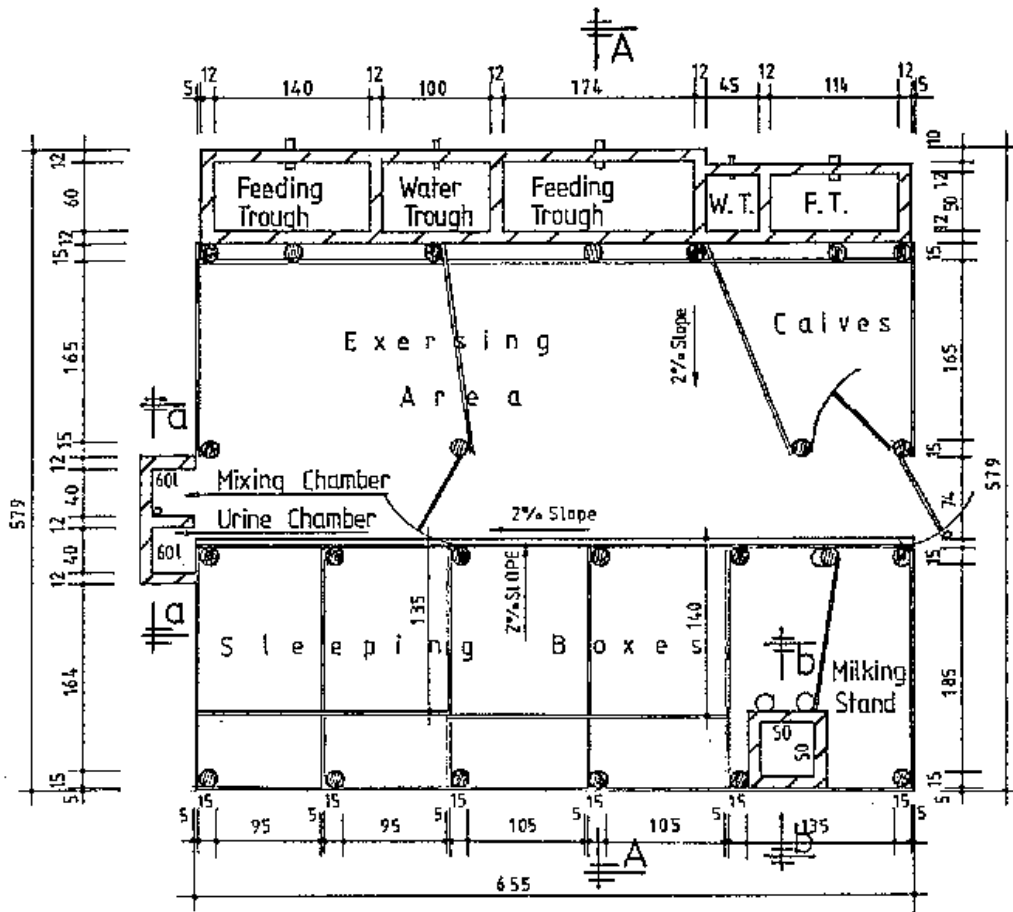 A
12 12 12 12 12 12
5 140 100 174 45 114 5
12 60 12 15 165 15 12 40 12 40 12 164 15 5
579
10 12 50 12 15 165 15 74 15 185 15 5
579
Feeding
Trough
Water
Trough
Feeding
Trough
W.T.
F.T.
Exersing
Area
2% Slope
Calves
a
60l
Mixing Chamber
Urine Chamber
60l
2% Slope
a
135
2% SLOPE
140
Sleeping Boxes
b
Milking
Stand
50
50
15 15 15 15 15 15
5 5 5 5 5 5
95 95 105 105 135
A
b
655